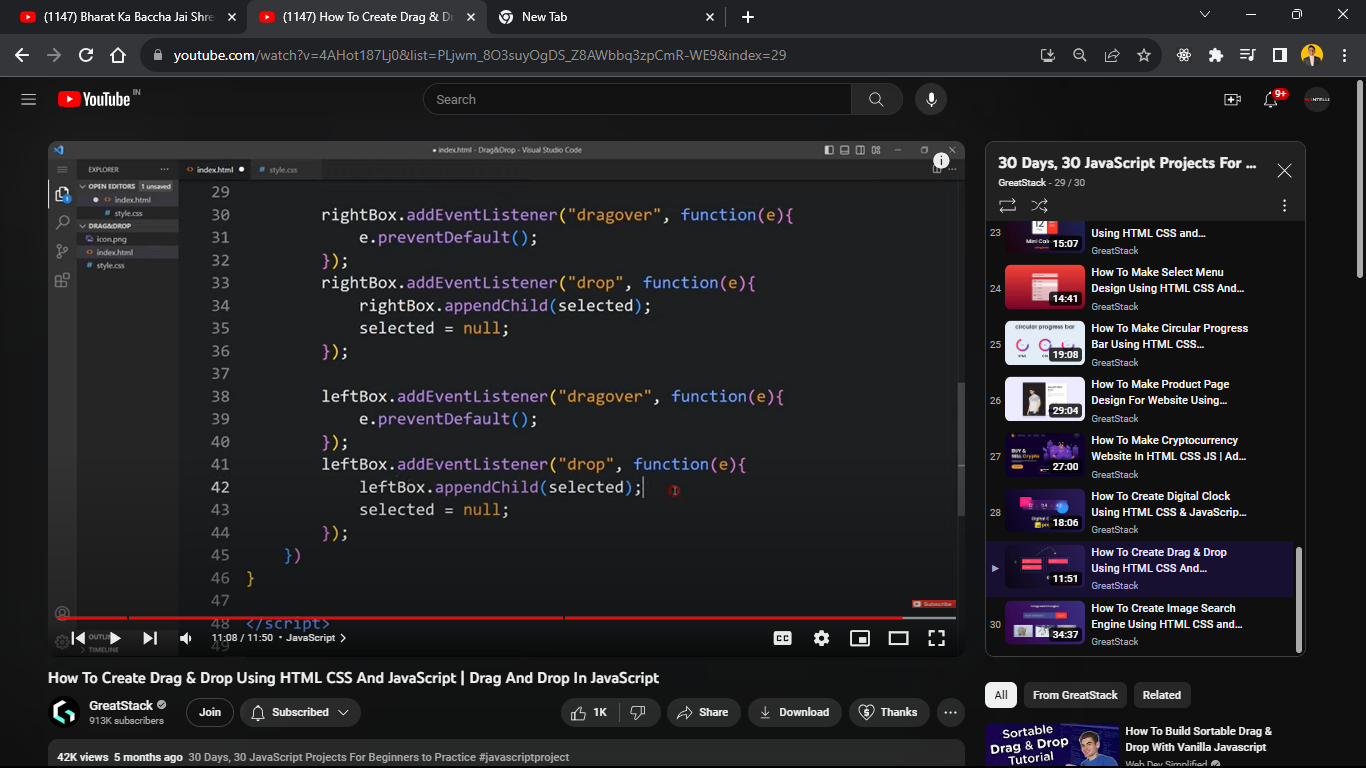 (1147) Bharat Ka Baccha Jai Shre
(1147) How To Create Drag & D
New Tab
youtube.com/watch?v=4AHot187Lj0&list=PLjwm_8O3suyOgDS_Z8AWbbq3zpCmR-WE9&index=29
YouTube IN
Search
9+
index.html - Drag&Drop - Visual Studio Code
EXPLORER
index.html
style.css
OPEN EDITORS 1 unsaved
index.html
style.css
DRAG&DROP
icon.png
index.html
style.css
OUTLI
TIMELINE
29
30 rightBox.addEventListener("dragover", function(e){
31 e.preventDefault();
32 });
33 rightBox.addEventListener("drop", function(e){
34 rightBox.appendChild(selected);
35 selected = null;
36 });
37
38 leftBox.addEventListener("dragover", function(e){
39 e.preventDefault();
40 });
41 leftBox.addEventListener("drop", function(e){
42 leftBox.appendChild(selected);
43 selected = null;
44 });
45 })
46 }
47
48 </script>
49
Subscribe
11:08 / 11:50 • JavaScript
How To Create Drag & Drop Using HTML CSS And JavaScript | Drag And Drop In JavaScript
GreatStack
913K subscribers
Join
Subscribed
1K
Share
Download
Thanks
42K views 5 months ago 30 Days, 30 JavaScript Projects For Beginners to Practice #javascriptproject
30 Days, 30 JavaScript Projects For ...
GreatStack - 29 / 30
23
15:07
Using HTML CSS and...
GreatStack
24
14:41
How To Make Select Menu
Design Using HTML CSS And...
GreatStack
25
circular progress bar
19:08
How To Make Circular Progress
Bar Using HTML CSS...
GreatStack
26
29:04
How To Make Product Page
Design For Website Using...
GreatStack
27
27:00
How To Make Cryptocurrency
Website In HTML CSS JS | Ad...
GreatStack
28
18:06
How To Create Digital Clock
Using HTML CSS & JavaScrip...
GreatStack
11:51
How To Create Drag & Drop
Using HTML CSS And...
GreatStack
30
34:37
How To Create Image Search
Engine Using HTML CSS and...
GreatStack
All
From GreatStack
Related
Sortable
Drag & Drop
Tutorial
How To Build Sortable Drag &
Drop With Vanilla Javascript
Web Dev Simplified